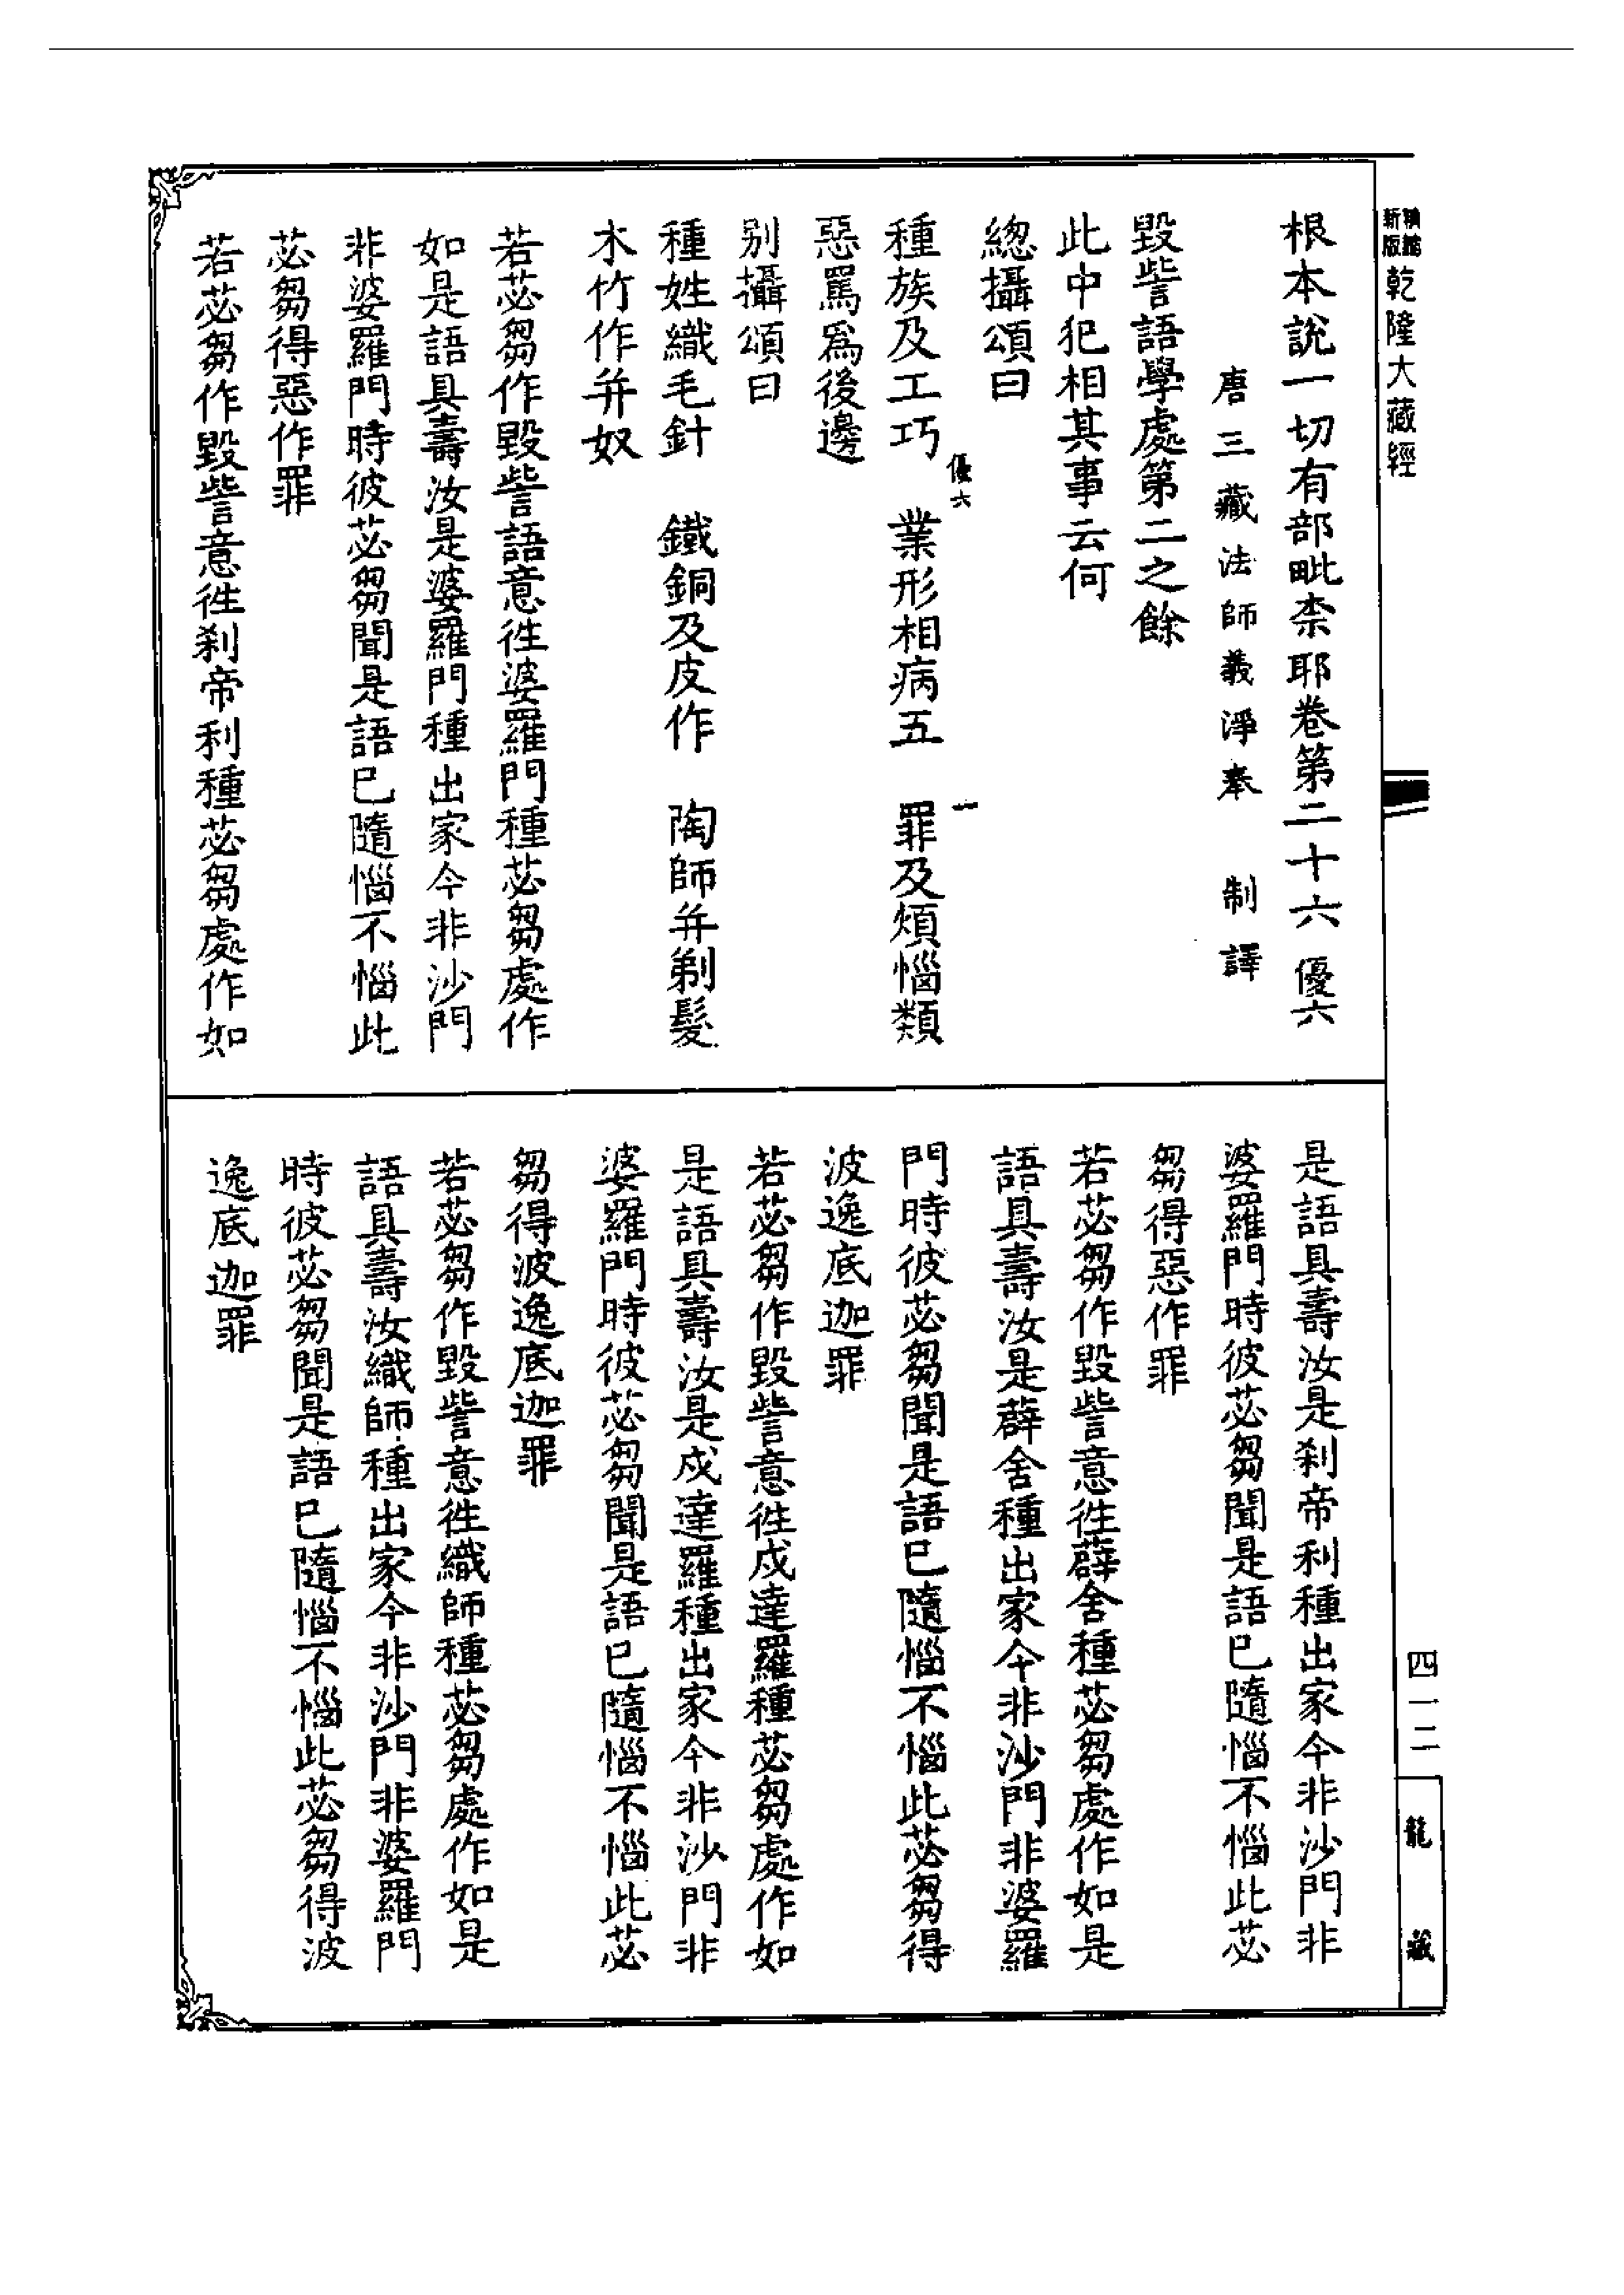 新版精縮乾隆大藏經
根本說一切有部毗柰耶卷第二十六 優六
唐三藏法師義淨奉 制譯
毀訾語學處第二之餘
此中犯相其事云何
總攝頌曰
優六 一
種族及工巧 業形相病五 罪及煩惱類
惡罵爲後邊
別攝頌曰
種姓織毛針 鐵銅及皮作 陶師并剃髮
木竹作并奴
若苾芻作毀訾語意往婆羅門種苾芻處作
如是語具壽汝是婆羅門種出家今非沙門
非婆羅門時彼苾芻聞是語已隨惱不惱此
苾芻得惡作罪
若苾芻作毀訾意往刹帝利種苾芻處作如
是語具壽汝是刹帝利種出家今非沙門非
婆羅門時彼苾芻聞是語已隨惱不惱此苾
芻得惡作罪
若苾芻作毀訾意往薜舍種苾芻處作如是
語具壽汝是薜舍種出家今非沙門非婆羅
門時彼苾芻聞是語已隨惱不惱此苾芻得
波逸底迦罪
若苾芻作毀訾意往戍達羅種苾芻處作如
是語具壽汝是戍達羅種出家今非沙門非
婆羅門時彼苾芻聞是語已隨惱不惱此苾
芻得波逸底迦罪
若苾芻作毀訾意往織師種苾芻處作如是
語具壽汝織師種出家今非沙門非婆羅門
時彼苾芻聞是語已隨惱不惱此苾芻得波
逸底迦罪
四一二
龍藏